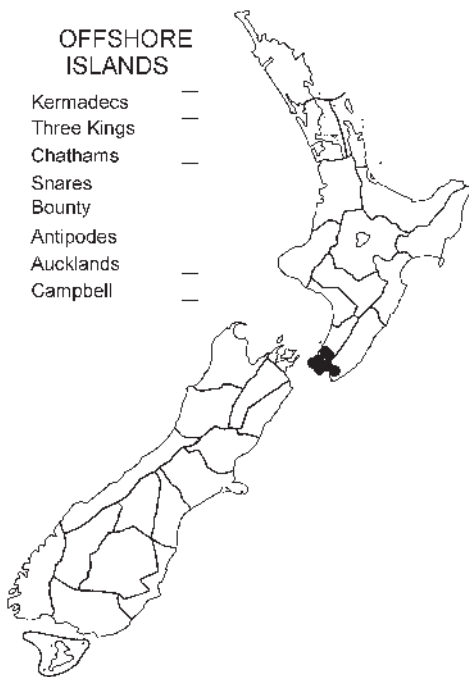 OFFSHORE
ISLANDS
Kermadecs —
Three Kings —
Chathams —
Snares
Bounty
Antipodes
Aucklands —
Campbell —